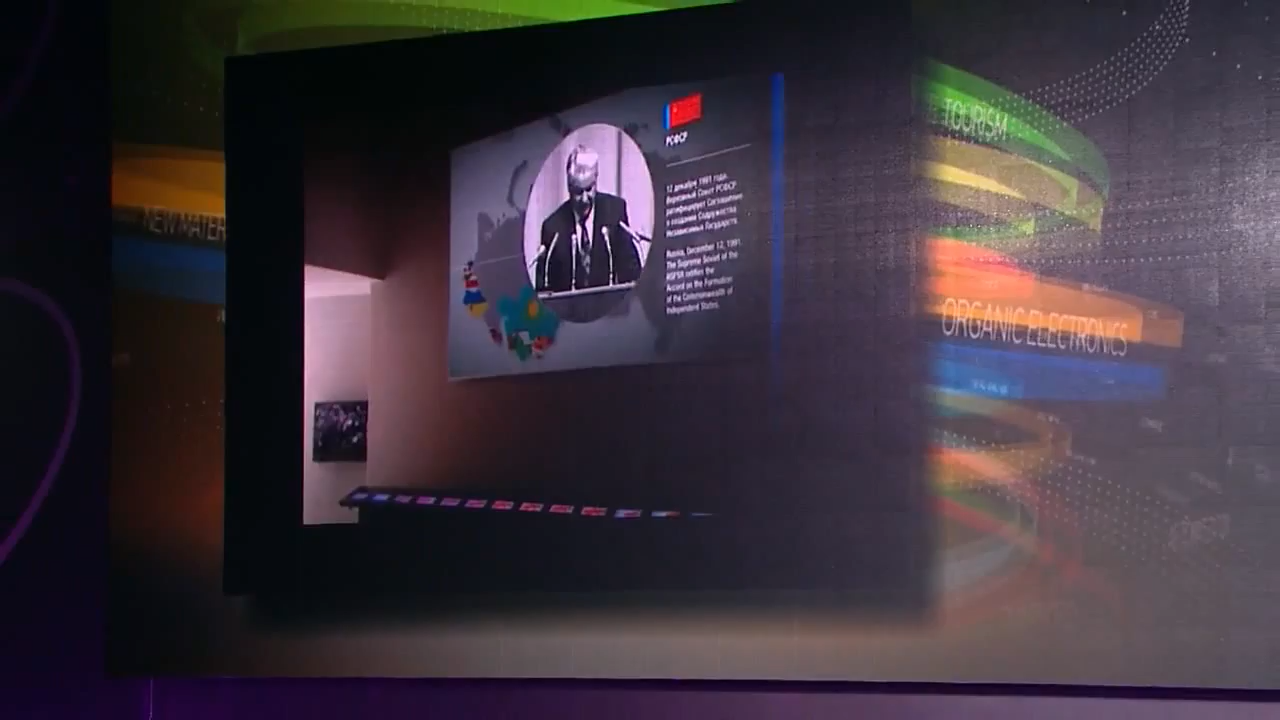 TOURISM
NEW MATER
РСФСР
12 декабря 1991 года.
Верховный Совет РСФСР
ратифицирует Соглашение
о создании Содружества
Независимых Государств.
Russia, December 12, 1991.
The Supreme Soviet of the
RSFSR ratifies the
Accord on the Formation
of the Commonwealth of
Independent States.
ORGANIC ELECTRONICS